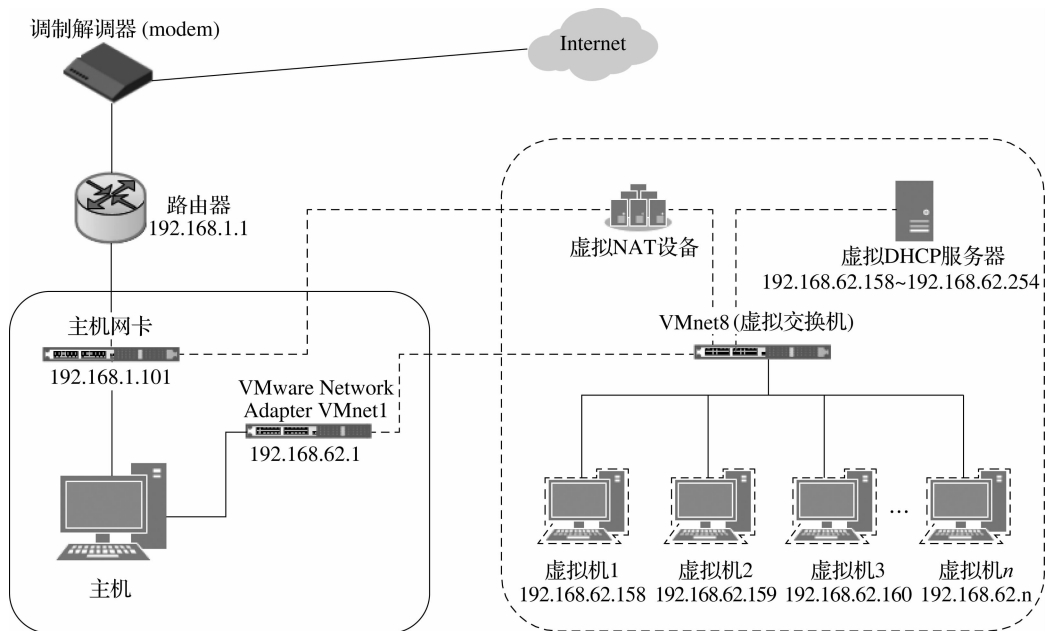 调制解调器 (modem)
Internet
路由器
192.168.1.1
虚拟NAT设备
虚拟DHCP服务器
192.168.62.158~192.168.62.254
主机网卡
192.168.1.101
VMnet8 (虚拟交换机)
VMware Network
Adapter VMnet1
192.168.62.1
主机
...
虚拟机1
192.168.62.158
虚拟机2
192.168.62.159
虚拟机3
192.168.62.160
虚拟机n
192.168.62.n